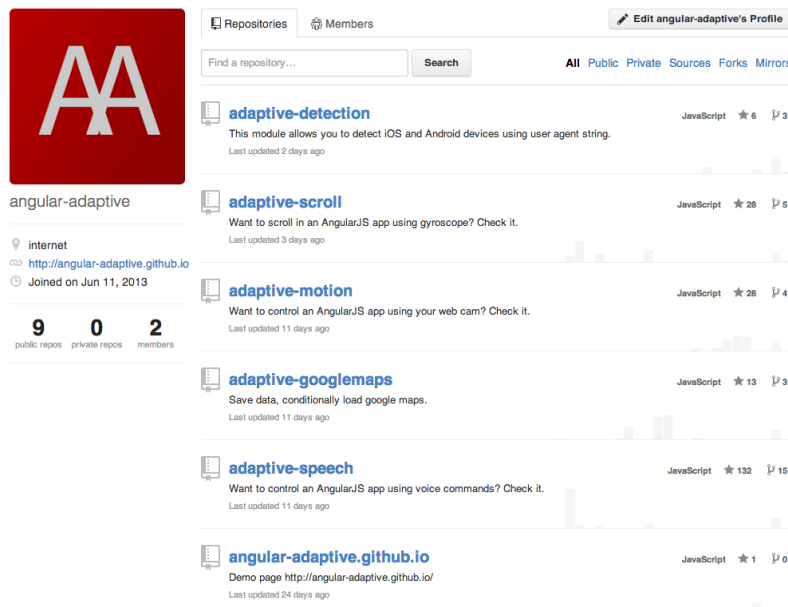 AA
angular-adaptive
internet
http://angular-adaptive.github.io
Joined on Jun 11, 2013
9 0 2
public repos private repos members
Repositories Members Edit angular-adaptive's Profile
Find a repository... Search All Public Private Sources Forks Mirrors
adaptive-detection JavaScript 6 3
This module allows you to detect iOS and Android devices using user agent string.
Last updated 2 days ago
adaptive-scroll JavaScript 28 5
Want to scroll in an AngularJS app using gyroscope? Check it.
Last updated 3 days ago
adaptive-motion JavaScript 28 4
Want to control an AngularJS app using your web cam? Check it.
Last updated 11 days ago
adaptive-googlemaps JavaScript 13 3
Save data, conditionally load google maps.
Last updated 11 days ago
adaptive-speech JavaScript 132 15
Want to control an AngularJS app using voice commands? Check it.
Last updated 11 days ago
angular-adaptive.github.io JavaScript 1 0
Demo page http://angular-adaptive.github.io/
Last updated 24 days ago